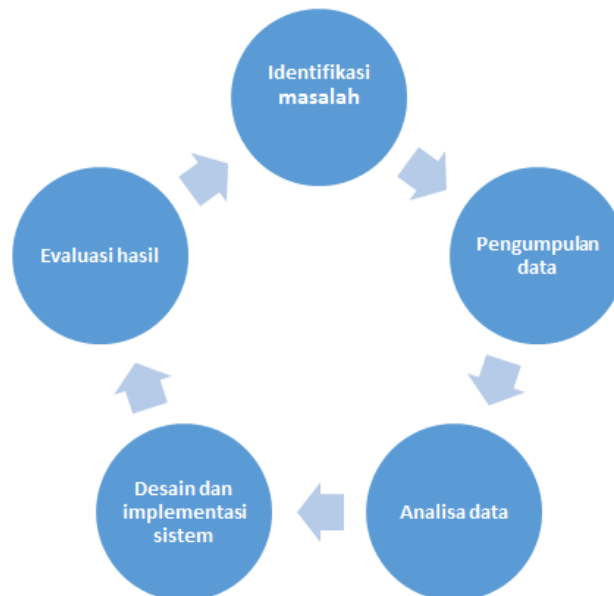 Identifikasi
masalah
Pengumpulan
data
Analisa data
Desain dan
implementasi
sistem
Evaluasi hasil